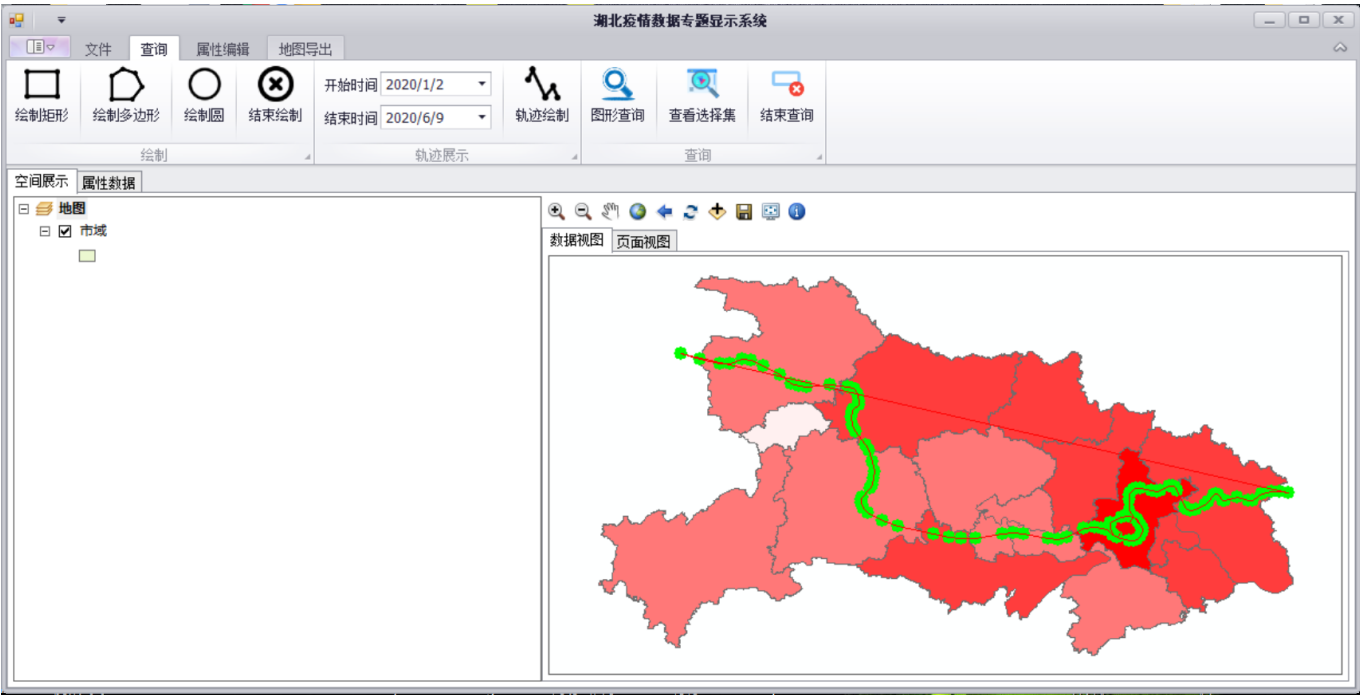 湖北疫情数据专题显示系统
文件 查询 属性编辑 地图导出
绘制矩形 绘制多边形 绘制圆 结束绘制
开始时间 2020/1/2
结束时间 2020/6/9
轨迹绘制 图形查询 查看选择集 结束查询
绘制 轨迹展示 查询
空间展示 属性数据
地图
市域
数据视图 页面视图